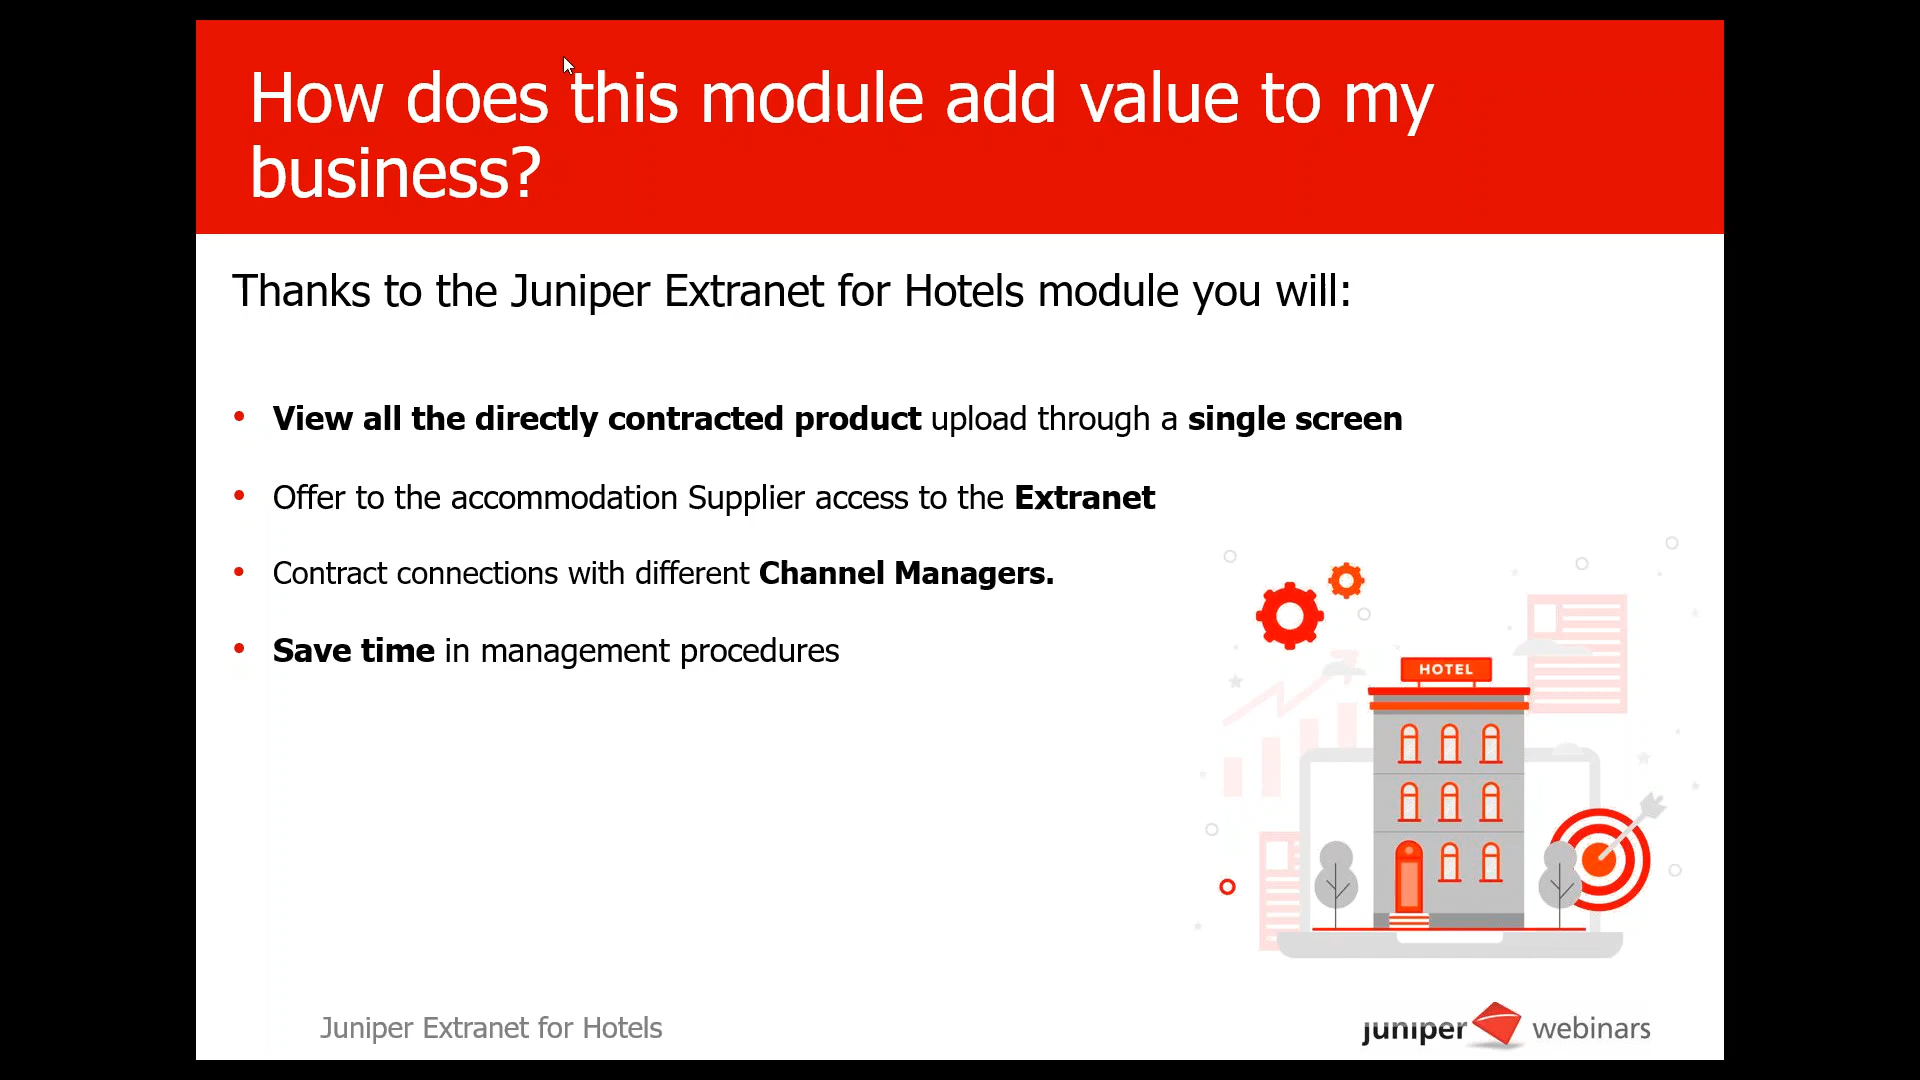 How does this module add value to my
business?
Thanks to the Juniper Extranet for Hotels module you will:
• View all the directly contracted product upload through a single screen
• Offer to the accommodation Supplier access to the Extranet
• Contract connections with different Channel Managers.
• Save time in management procedures
HOTEL
Juniper Extranet for Hotels
juniper webinars